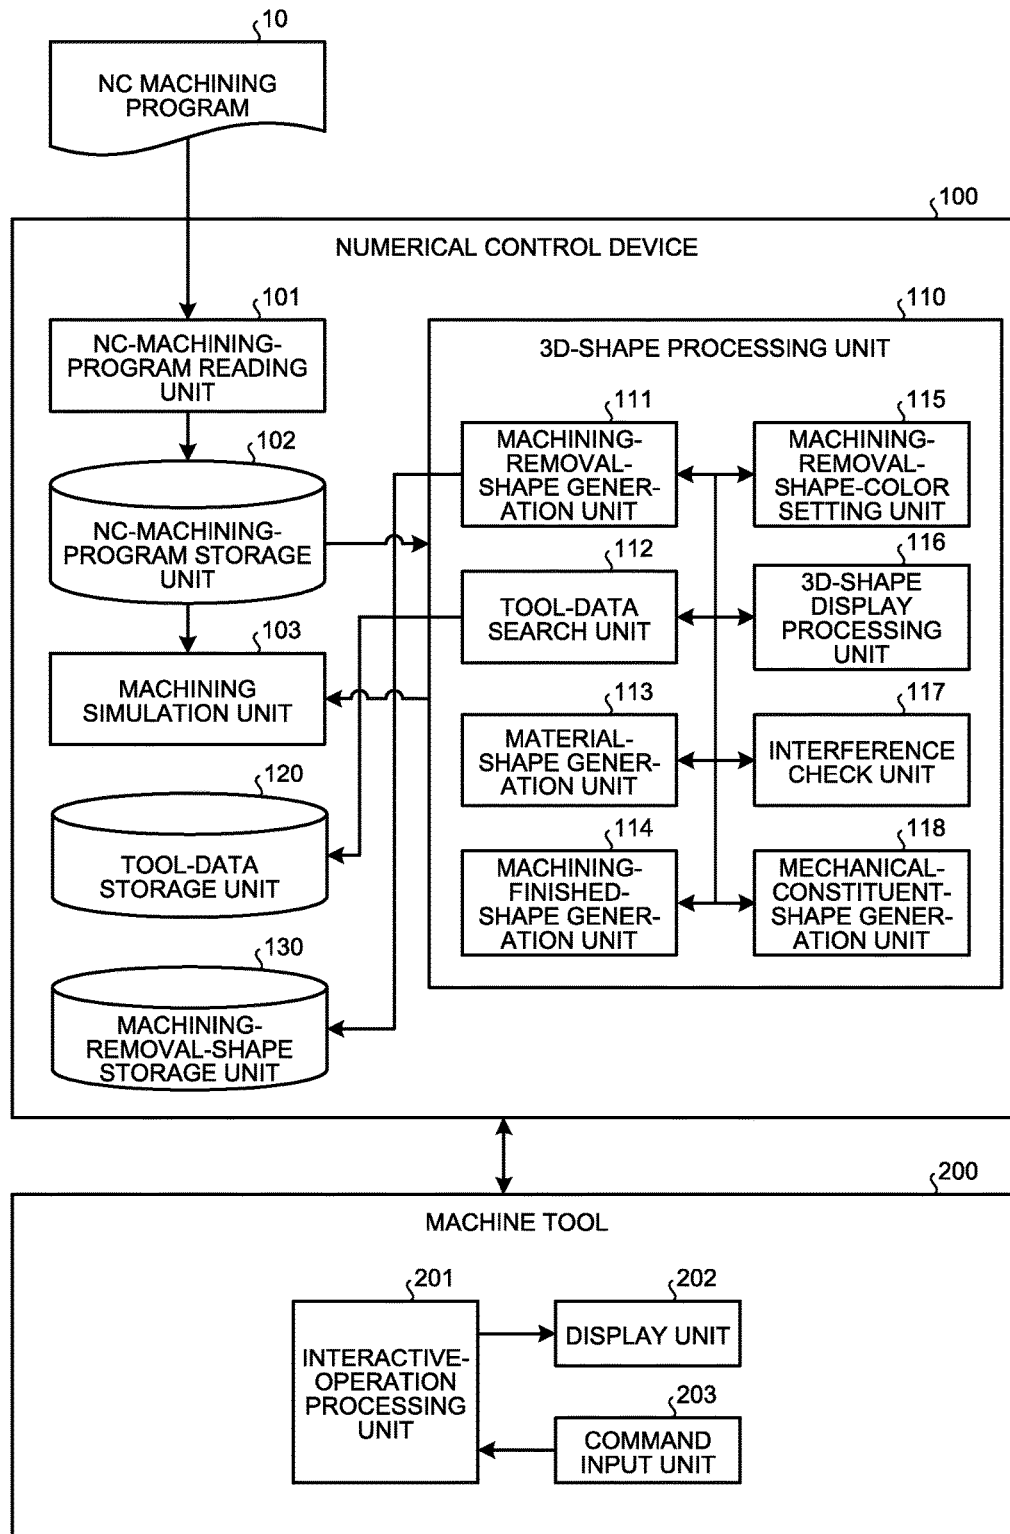 10
NC MACHINING
PROGRAM
100
NUMERICAL CONTROL DEVICE
101
NC-MACHINING-
PROGRAM READING
UNIT
102
NC-MACHINING-
PROGRAM STORAGE
UNIT
103
MACHINING
SIMULATION UNIT
120
TOOL-DATA
STORAGE UNIT
130
MACHINING-
REMOVAL-SHAPE
STORAGE UNIT
110
3D-SHAPE PROCESSING UNIT
111
MACHINING-
REMOVAL-
SHAPE GENER-
ATION UNIT
112
TOOL-DATA
SEARCH UNIT
113
MATERIAL-
SHAPE GENER-
ATION UNIT
114
MACHINING-
FINISHED-
SHAPE GENER-
ATION UNIT
115
MACHINING-
REMOVAL-
SHAPE-COLOR
SETTING UNIT
116
3D-SHAPE
DISPLAY
PROCESSING
UNIT
117
INTERFERENCE
CHECK UNIT
118
MECHANICAL-
CONSTITUENT-
SHAPE GENER-
ATION UNIT
200
MACHINE TOOL
201
INTERACTIVE-
OPERATION
PROCESSING
UNIT
202
DISPLAY UNIT
203
COMMAND
INPUT UNIT